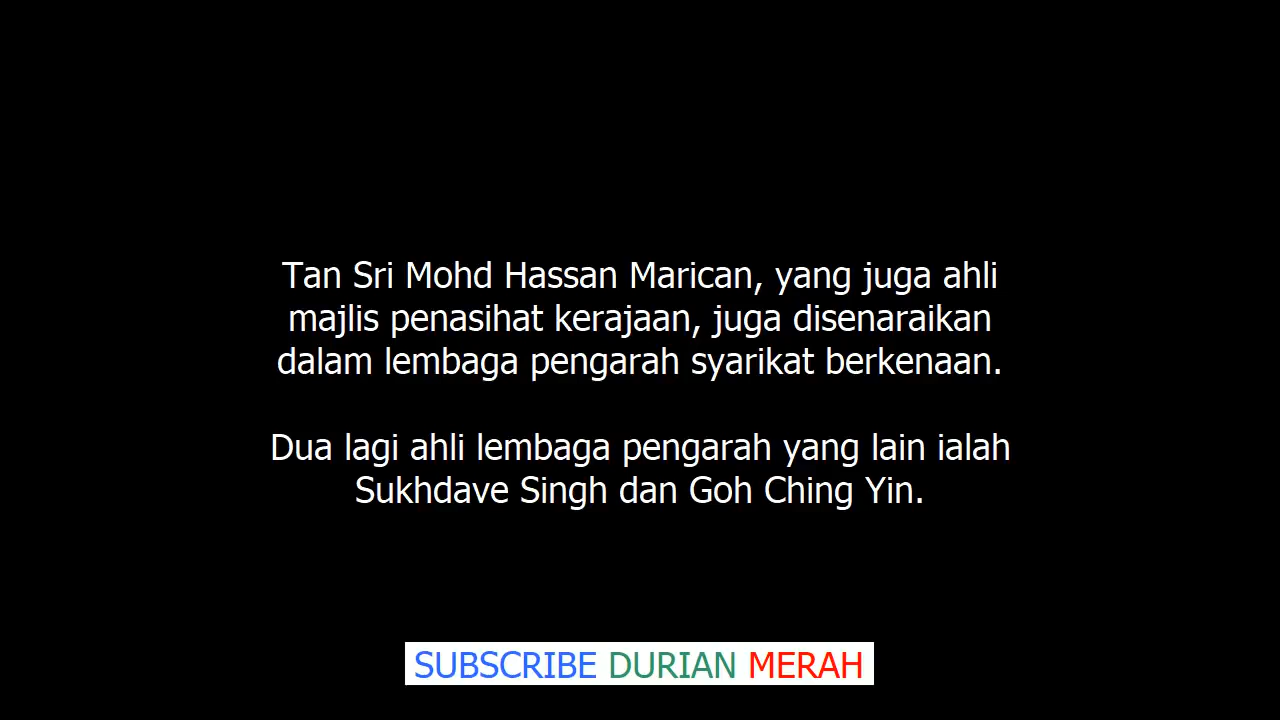 Tan Sri Mohd Hassan Marican, yang juga ahli
majlis penasihat kerajaan, juga disenaraikan
dalam lembaga pengarah syarikat berkenaan.
Dua lagi ahli lembaga pengarah yang lain ialah
Sukhdave Singh dan Goh Ching Yin.
SUBSCRIBE DURIAN MERAH